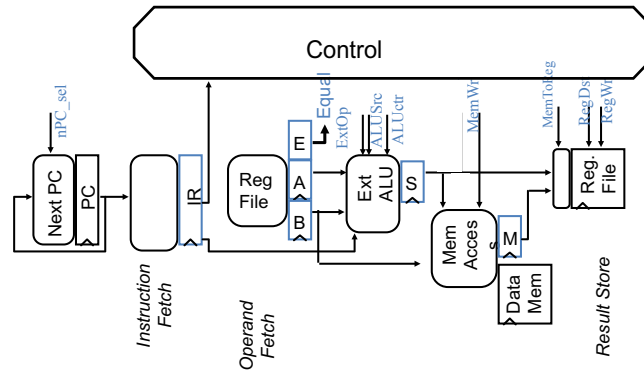 Control
nPC_sel
Next PC
PC
Instruction
Fetch
IR
Operand
Fetch
Reg
File
E
A
B
Equal
ExtOp
ALUSrc
ALUctr
Ext
ALU
S
MemWr
Mem
Acces
s
M
Data
Mem
MemToReg
RegDs
RegWr
Reg.
File
Result Store